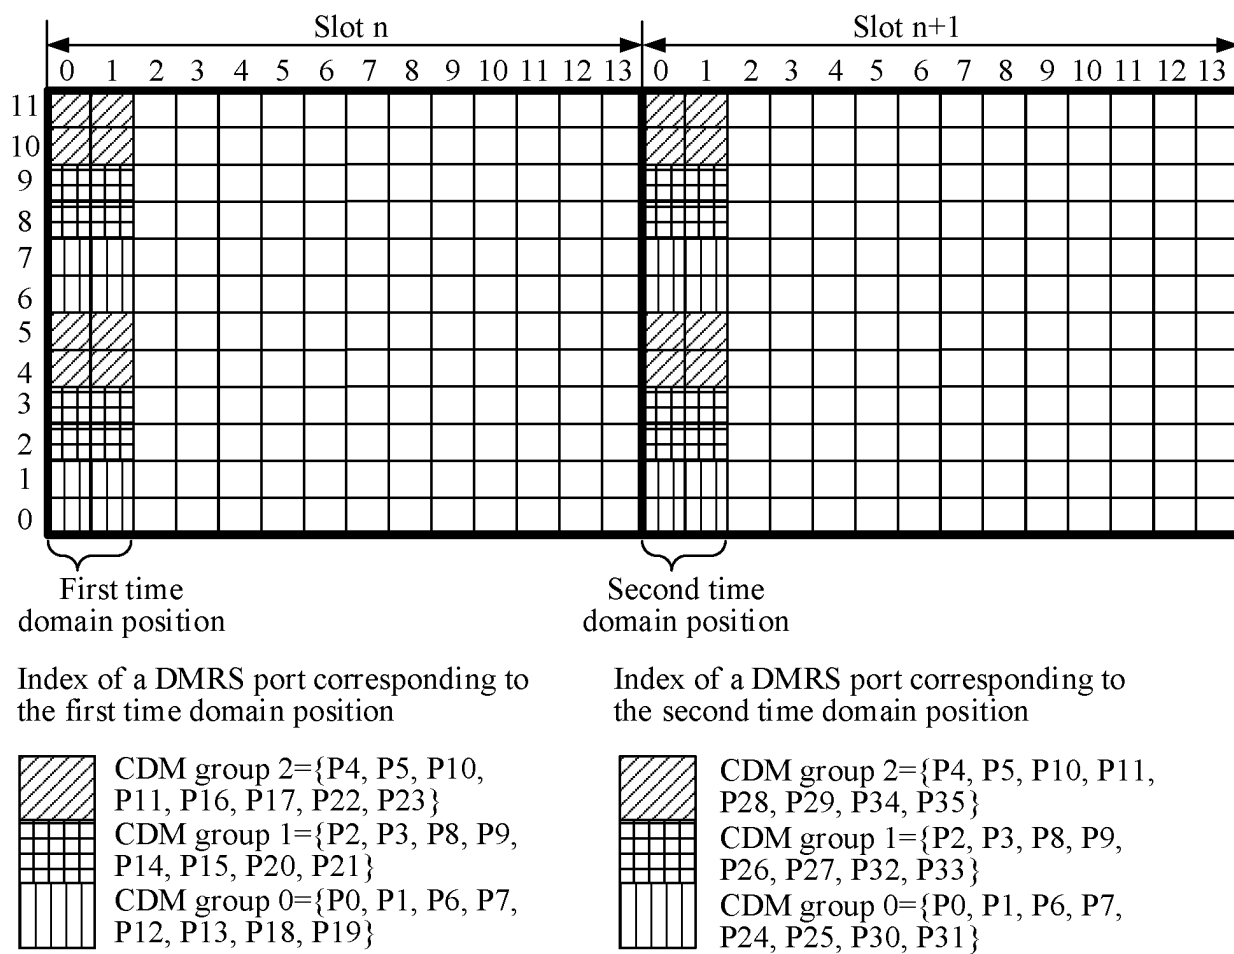 Slot n
Slot n+1
0 1 2 3 4 5 6 7 8 9 10 11 12 13
0 1 2 3 4 5 6 7 8 9 10 11 12 13
11
10
9
8
7
6
5
4
3
2
1
0
First time
domain position
Second time
domain position
Index of a DMRS port corresponding to
the first time domain position
CDM group 2={P4, P5, P10,
P11, P16, P17, P22, P23}
CDM group 1={P2, P3, P8, P9,
P14, P15, P20, P21}
CDM group 0={P0, P1, P6, P7,
P12, P13, P18, P19}
Index of a DMRS port corresponding to
the second time domain position
CDM group 2={P4, P5, P10, P11,
P28, P29, P34, P35}
CDM group 1={P2, P3, P8, P9,
P26, P27, P32, P33}
CDM group 0={P0, P1, P6, P7,
P24, P25, P30, P31}